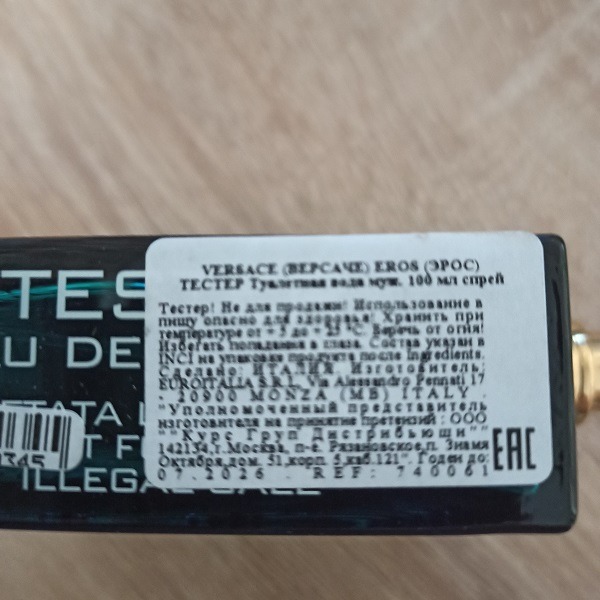 VERSACE (ВЕРСАЧЕ) EROS (ЭРОС)
ТЕСТЕР Туалетная вода муж. 100 мл спрей
Тестер! Не для продажи! Использование в
пищу опасно для здоровья! Хранить при
температуре от + 5 до + 25 °C. Беречь от огня!
Избегать попадания в глаза. Состав указан в
INCI на упаковке продукта после Ingredients.
Сделано: ИТАЛИЯ. Изготовитель:
EUROITALIA S.R.L, Via Alessandro Pennati 17
- 20900 MONZA (MB) ITALY .
"Уполномоченный представитель
изготовителя на принятие претензий : ООО
""Курс Груп Дистрибьюшн""
142134,г.Москва, п-е. Рязановское,п. Знамя
Октября,дом. 51,корп. 5,кв6.121". Годен до:
07.2026 . REF: 740061
EAC
TES
AU DE
ETATA
ILLEGAL SALE